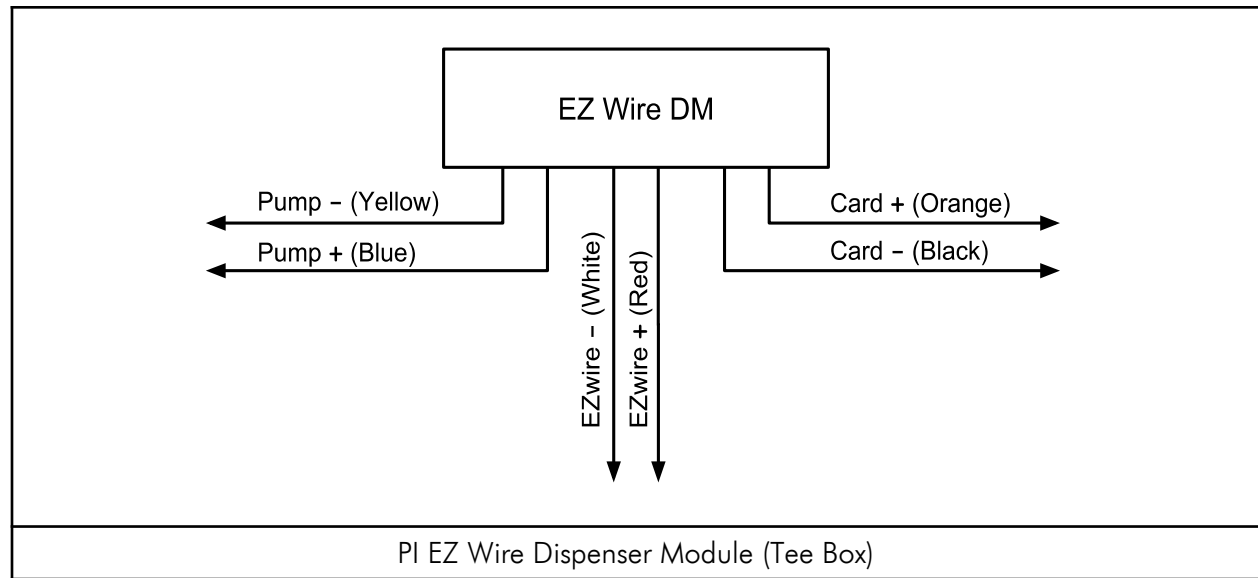 EZ Wire DM
Pump – (Yellow)
Pump + (Blue)
EZwire – (White)
EZwire + (Red)
Card + (Orange)
Card – (Black)
PI EZ Wire Dispenser Module (Tee Box)